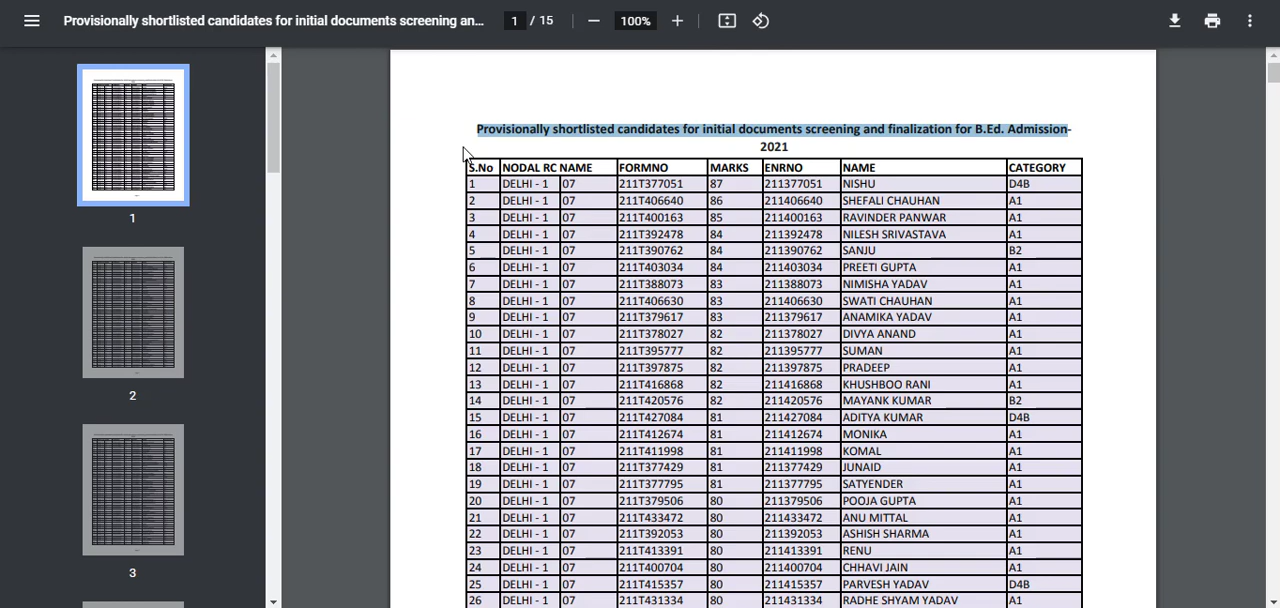 Provisionally shortlisted candidates for initial documents screening an...
1 / 15
100%
Provisionally shortlisted candidates for initial documents screening and finalization for B.Ed. Admission-
2021
S.No NODAL RC NAME FORMNO MARKS ENRNO NAME CATEGORY
1 DELHI - 1 07 211T377051 87 211377051 NISHU D4B
2 DELHI - 1 07 211T406640 86 211406640 SHEFALI CHAUHAN A1
3 DELHI - 1 07 211T400163 85 211400163 RAVINDER PANWAR A1
4 DELHI - 1 07 211T392478 84 211392478 NILESH SRIVASTAVA A1
5 DELHI - 1 07 211T390762 84 211390762 SANJU B2
6 DELHI - 1 07 211T403034 84 211403034 PREETI GUPTA A1
7 DELHI - 1 07 211T388073 83 211388073 NIMISHA YADAV A1
8 DELHI - 1 07 211T406630 83 211406630 SWATI CHAUHAN A1
9 DELHI - 1 07 211T379617 83 211379617 ANAMIKA YADAV A1
10 DELHI - 1 07 211T378027 82 211378027 DIVYA ANAND A1
11 DELHI - 1 07 211T395777 82 211395777 SUMAN A1
12 DELHI - 1 07 211T397875 82 211397875 PRADEEP A1
13 DELHI - 1 07 211T416868 82 211416868 KHUSHBOO RANI A1
14 DELHI - 1 07 211T420576 82 211420576 MAYANK KUMAR B2
15 DELHI - 1 07 211T427084 81 211427084 ADITYA KUMAR D4B
16 DELHI - 1 07 211T412674 81 211412674 MONIKA A1
17 DELHI - 1 07 211T411998 81 211411998 KOMAL A1
18 DELHI - 1 07 211T377429 81 211377429 JUNAID A1
19 DELHI - 1 07 211T377795 81 211377795 SATYENDER A1
20 DELHI - 1 07 211T379506 80 211379506 POOJA GUPTA A1
21 DELHI - 1 07 211T433472 80 211433472 ANU MITTAL A1
22 DELHI - 1 07 211T392053 80 211392053 ASHISH SHARMA A1
23 DELHI - 1 07 211T413391 80 211413391 RENU A1
24 DELHI - 1 07 211T400704 80 211400704 CHHAVI JAIN A1
25 DELHI - 1 07 211T415357 80 211415357 PARVESH YADAV D4B
26 DELHI - 1 07 211T431334 80 211431334 RADHE SHYAM YADAV A1
1
2
3